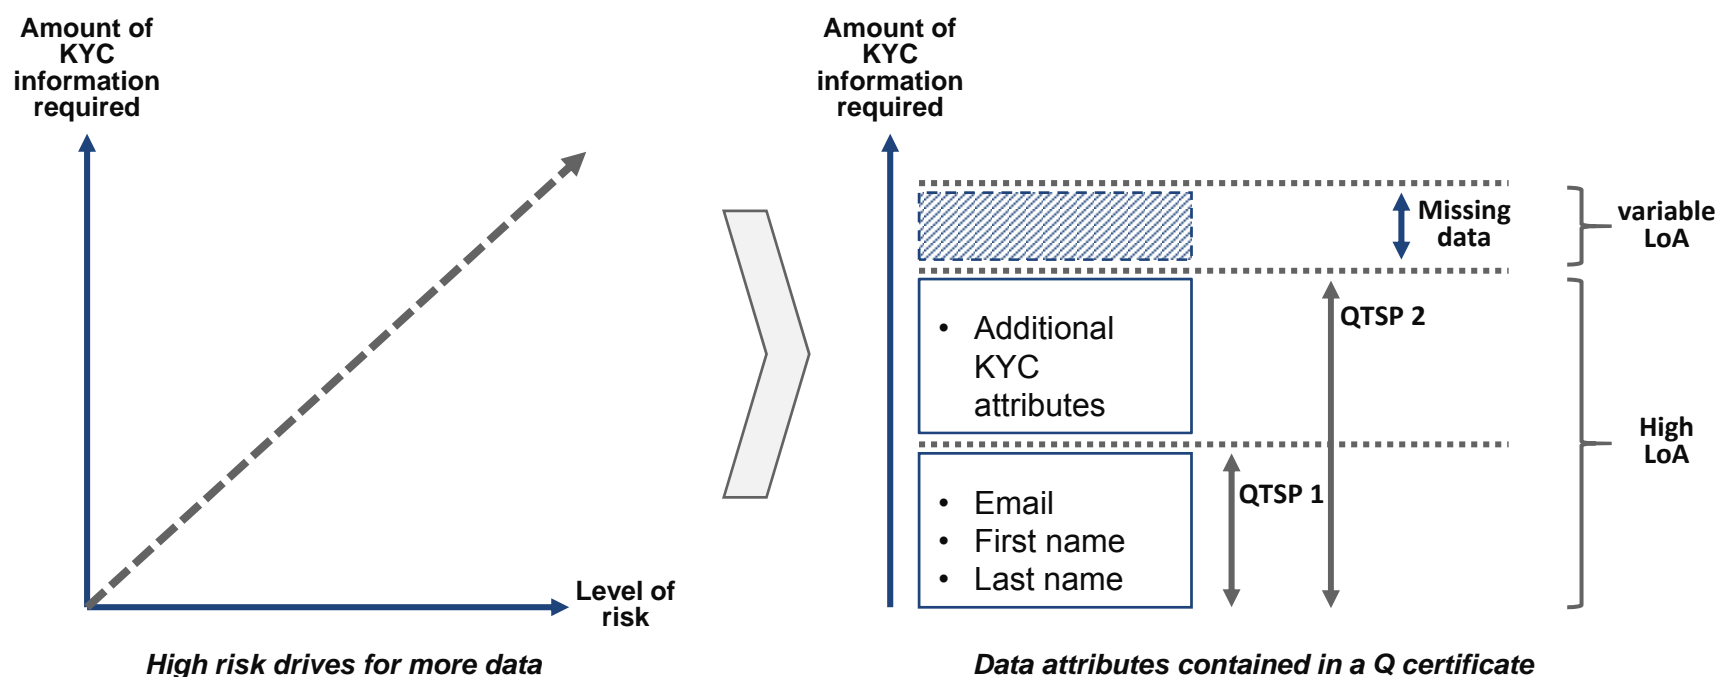 Amount of
KYC
information
required
Level of
risk
High risk drives for more data
Amount of
KYC
information
required
Missing
data
variable
LoA
• Additional
KYC
attributes
QTSP 2
High
LoA
• Email
• First name
• Last name
QTSP 1
Data attributes contained in a Q certificate